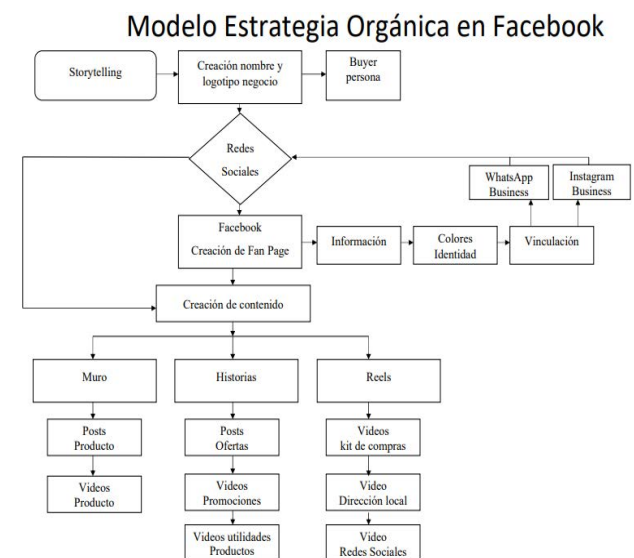 Modelo Estrategia Orgánica en Facebook
Storytelling
Creación nombre y
logotipo negocio
Buyer
persona
Redes
Sociales
WhatsApp
Business
Instagram
Business
Facebook
Creación de Fan Page
Información
Colores
Identidad
Vinculación
Creación de contenido
Muro
Historias
Reels
Posts
Producto
Posts
Ofertas
Videos
kit de compras
Videos
Producto
Videos
Promociones
Video
Dirección local
Videos utilidades
Productos
Video
Redes Sociales